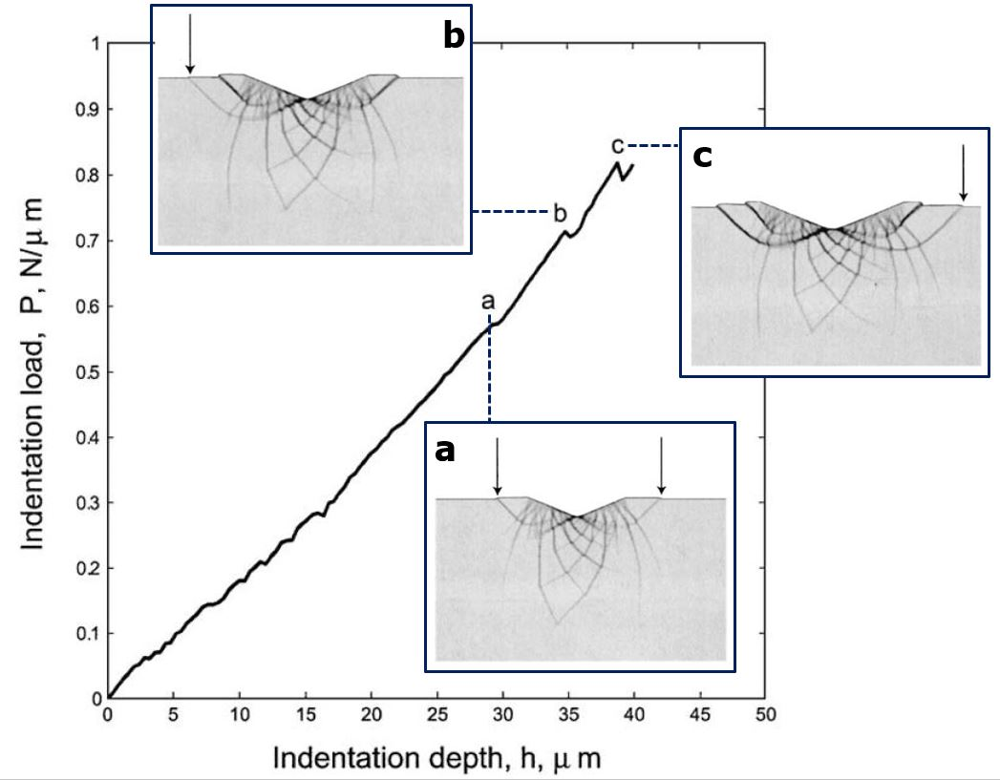 b
1
0.9
c
c
0.8
b
0.7
Indentation load, P, N/μ m
a
0.6
0.5
a
0.4
0.3
0.2
0.1
0
0 5 10 15 20 25 30 35 40 45 50
Indentation depth, h, μ m